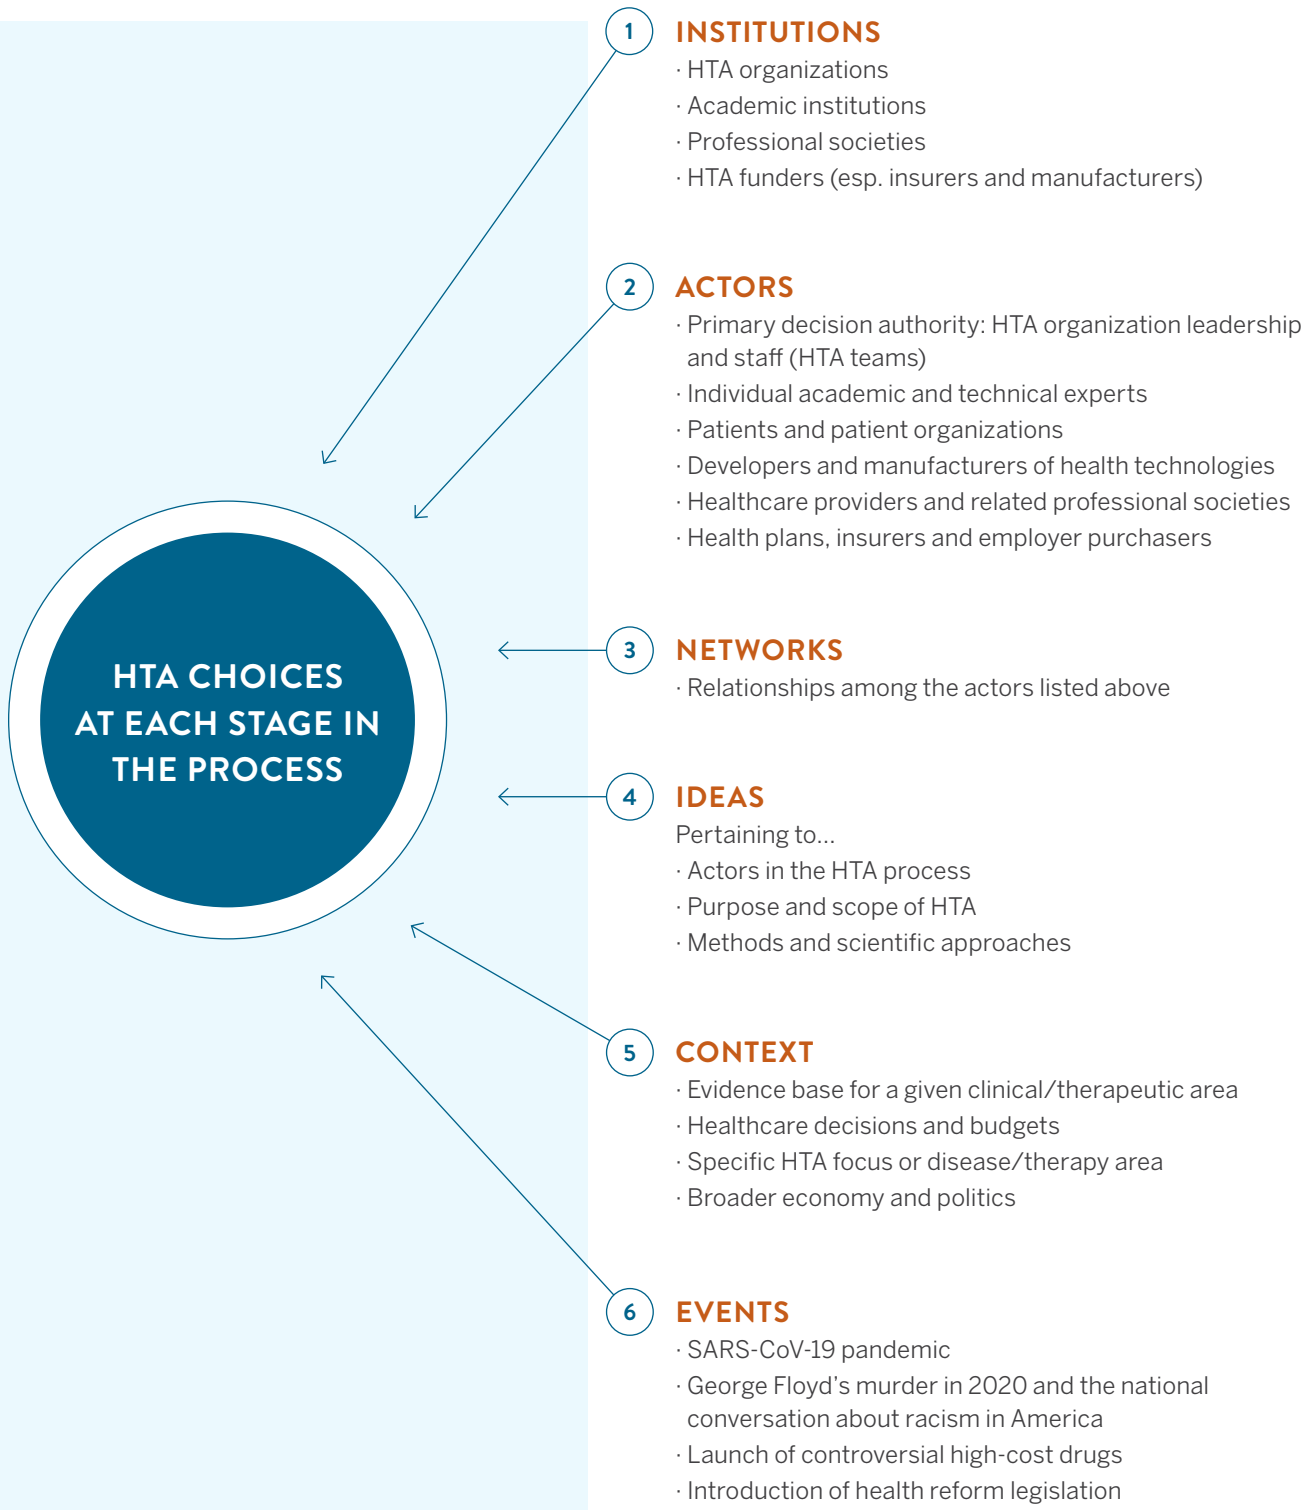 HTA CHOICES
AT EACH STAGE IN
THE PROCESS
1
INSTITUTIONS
· HTA organizations
· Academic institutions
· Professional societies
· HTA funders (esp. insurers and manufacturers)
2
ACTORS
· Primary decision authority: HTA organization leadership
and staff (HTA teams)
· Individual academic and technical experts
· Patients and patient organizations
· Developers and manufacturers of health technologies
· Healthcare providers and related professional societies
· Health plans, insurers and employer purchasers
3
NETWORKS
· Relationships among the actors listed above
4
IDEAS
Pertaining to...
· Actors in the HTA process
· Purpose and scope of HTA
· Methods and scientific approaches
5
CONTEXT
· Evidence base for a given clinical/therapeutic area
· Healthcare decisions and budgets
· Specific HTA focus or disease/therapy area
· Broader economy and politics
6
EVENTS
· SARS-CoV-19 pandemic
· George Floyd’s murder in 2020 and the national
conversation about racism in America
· Launch of controversial high-cost drugs
· Introduction of health reform legislation